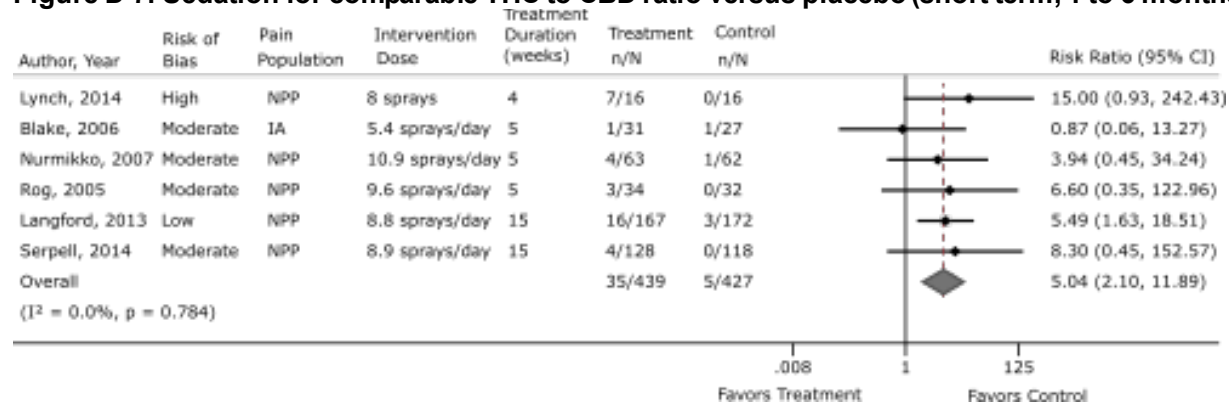 Sedation for comparable THC to CBD ratio versus placebo (short term, 1 to 6 months
Author, Year Risk of Bias Pain Population Intervention Dose Treatment Duration (weeks) Treatment n/N Control n/N Risk Ratio (95% CI)
Lynch, 2014 High NPP 8 sprays 4 7/16 0/16 15.00 (0.93, 242.43)
Blake, 2006 Moderate IA 5.4 sprays/day 5 1/31 1/27 0.87 (0.06, 13.27)
Nurmikko, 2007 Moderate NPP 10.9 sprays/day 5 4/63 1/62 3.94 (0.45, 34.24)
Rog, 2005 Moderate NPP 9.6 sprays/day 5 3/34 0/32 6.60 (0.35, 122.96)
Langford, 2013 Low NPP 8.8 sprays/day 15 16/167 3/172 5.49 (1.63, 18.51)
Serpell, 2014 Moderate NPP 8.9 sprays/day 15 4/128 0/118 8.30 (0.45, 152.57)
Overall 35/439 5/427 5.04 (2.10, 11.89)
(I² = 0.0%, p = 0.784)
.008 1 125
Favors Treatment Favors Control